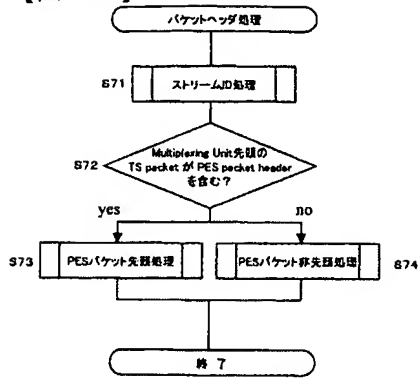 パケットヘッダ処理
S71
ストリームID処理
S72
Multiplexing Unit先頭の
TS packet が PES packet header
を含む?
yes
no
S73
PESパケット先頭処理
PESパケット非先頭処理
S74
終 了